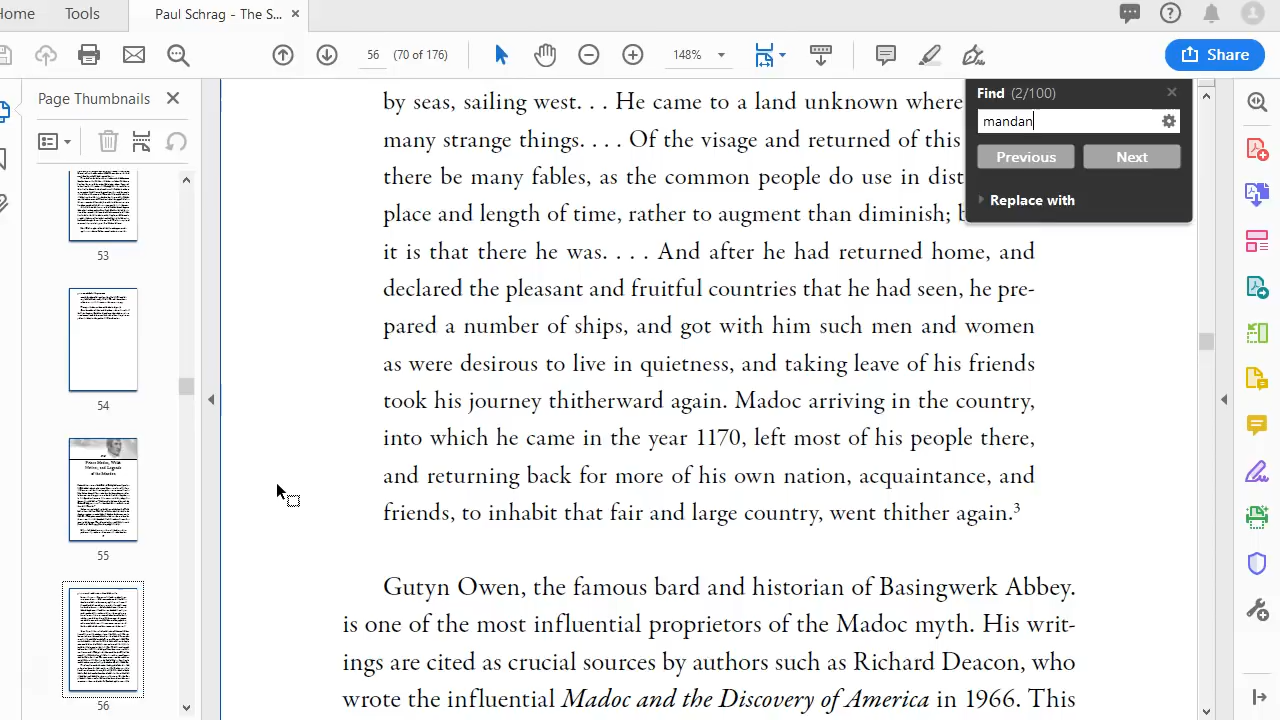 Home
Tools
Paul Schrag - The S...
56
(70 of 176)
148%
Share
Page Thumbnails
53
54
55
56
by seas, sailing west. . . He came to a land unknown where
many strange things. . . . Of the visage and returned of this
there be many fables, as the common people do use in dist
place and length of time, rather to augment than diminish; b
it is that there he was. . . . And after he had returned home, and
declared the pleasant and fruitful countries that he had seen, he pre-
pared a number of ships, and got with him such men and women
as were desirous to live in quietness, and taking leave of his friends
took his journey thitherward again. Madoc arriving in the country,
into which he came in the year 1170, left most of his people there,
and returning back for more of his own nation, acquaintance, and
friends, to inhabit that fair and large country, went thither again.³
Gutyn Owen, the famous bard and historian of Basingwerk Abbey.
is one of the most influential proprietors of the Madoc myth. His writ-
ings are cited as crucial sources by authors such as Richard Deacon, who
wrote the influential Madoc and the Discovery of America in 1966. This
Find (2/100)
mandan
Previous
Next
Replace with